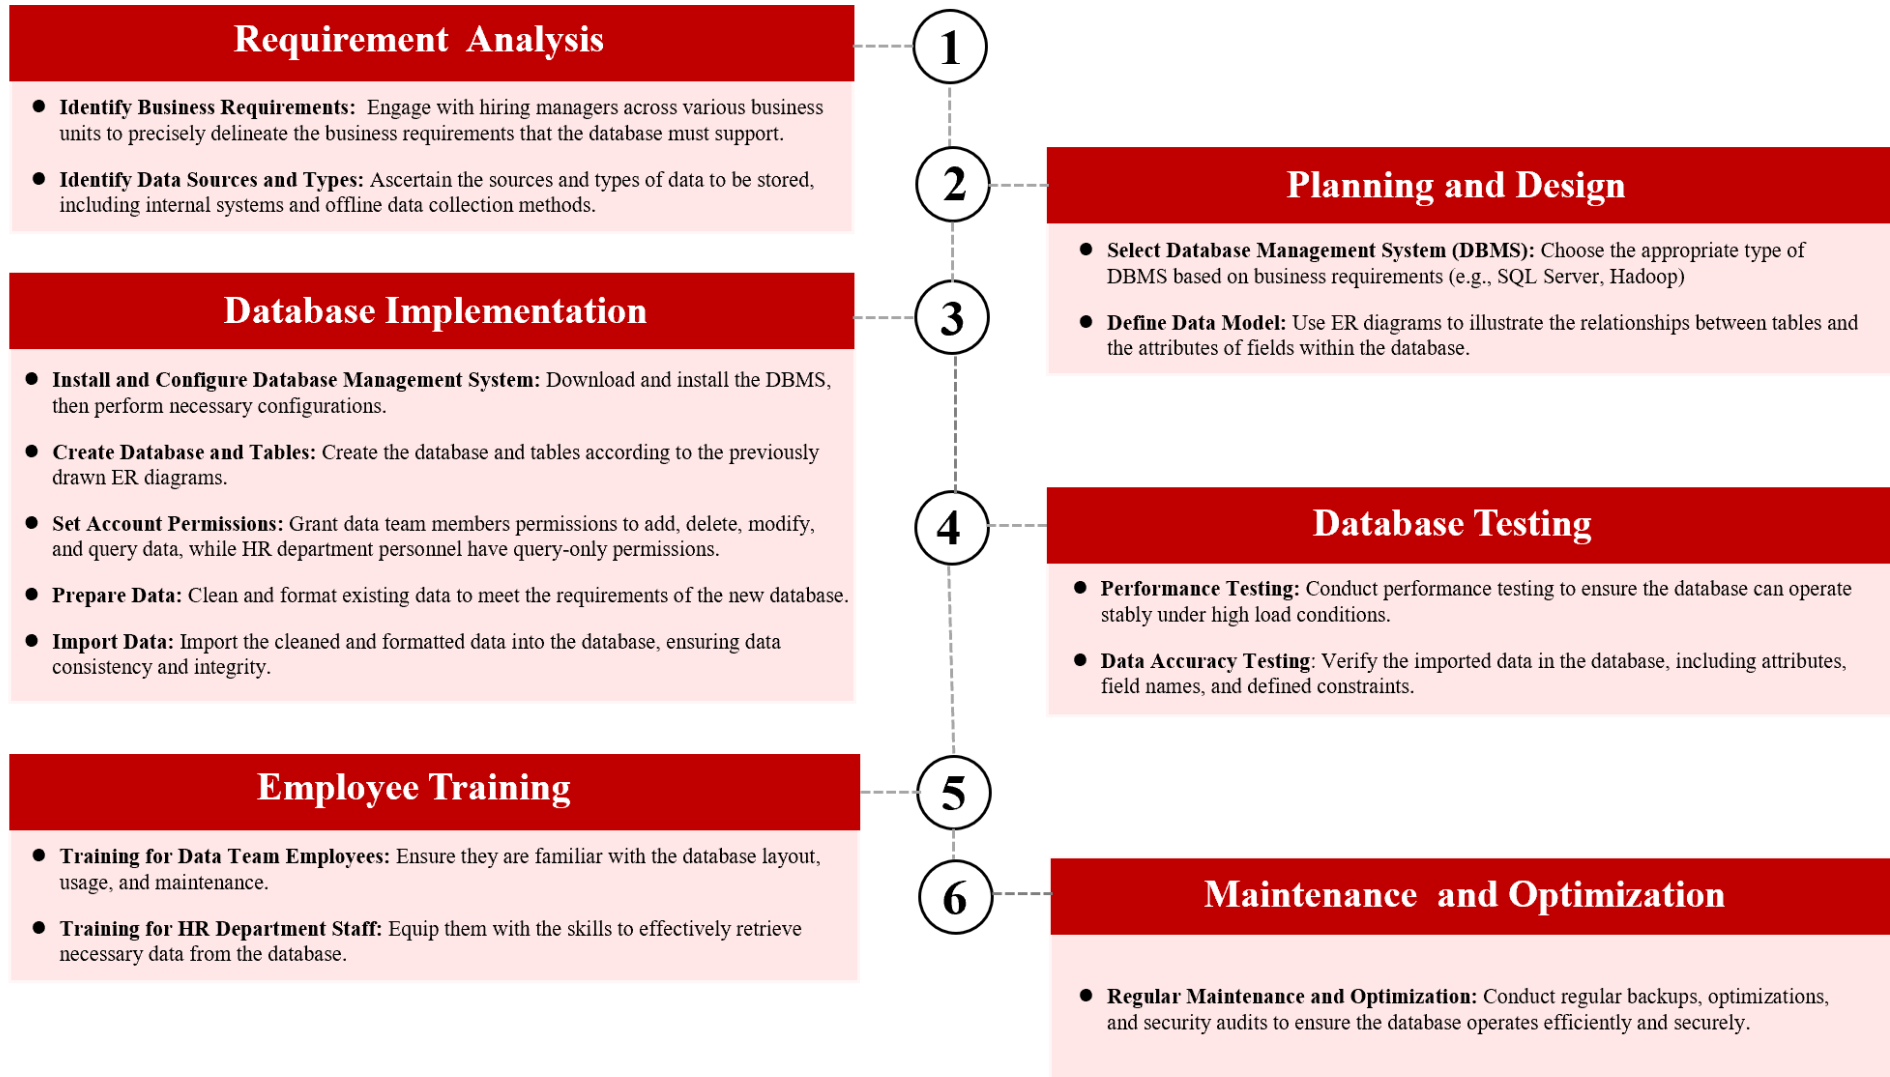 Requirement Analysis
1
● Identify Business Requirements: Engage with hiring managers across various business
units to precisely delineate the business requirements that the database must support.
● Identify Data Sources and Types: Ascertain the sources and types of data to be stored,
including internal systems and offline data collection methods.
2
Planning and Design
● Select Database Management System (DBMS): Choose the appropriate type of
DBMS based on business requirements (e.g., SQL Server, Hadoop)
● Define Data Model: Use ER diagrams to illustrate the relationships between tables and
the attributes of fields within the database.
Database Implementation
3
● Install and Configure Database Management System: Download and install the DBMS,
then perform necessary configurations.
● Create Database and Tables: Create the database and tables according to the previously
drawn ER diagrams.
● Set Account Permissions: Grant data team members permissions to add, delete, modify,
and query data, while HR department personnel have query-only permissions.
● Prepare Data: Clean and format existing data to meet the requirements of the new database.
● Import Data: Import the cleaned and formatted data into the database, ensuring data
consistency and integrity.
4
Database Testing
● Performance Testing: Conduct performance testing to ensure the database can operate
stably under high load conditions.
● Data Accuracy Testing: Verify the imported data in the database, including attributes,
field names, and defined constraints.
Employee Training
5
● Training for Data Team Employees: Ensure they are familiar with the database layout,
usage, and maintenance.
● Training for HR Department Staff: Equip them with the skills to effectively retrieve
necessary data from the database.
6
Maintenance and Optimization
● Regular Maintenance and Optimization: Conduct regular backups, optimizations,
and security audits to ensure the database operates efficiently and securely.